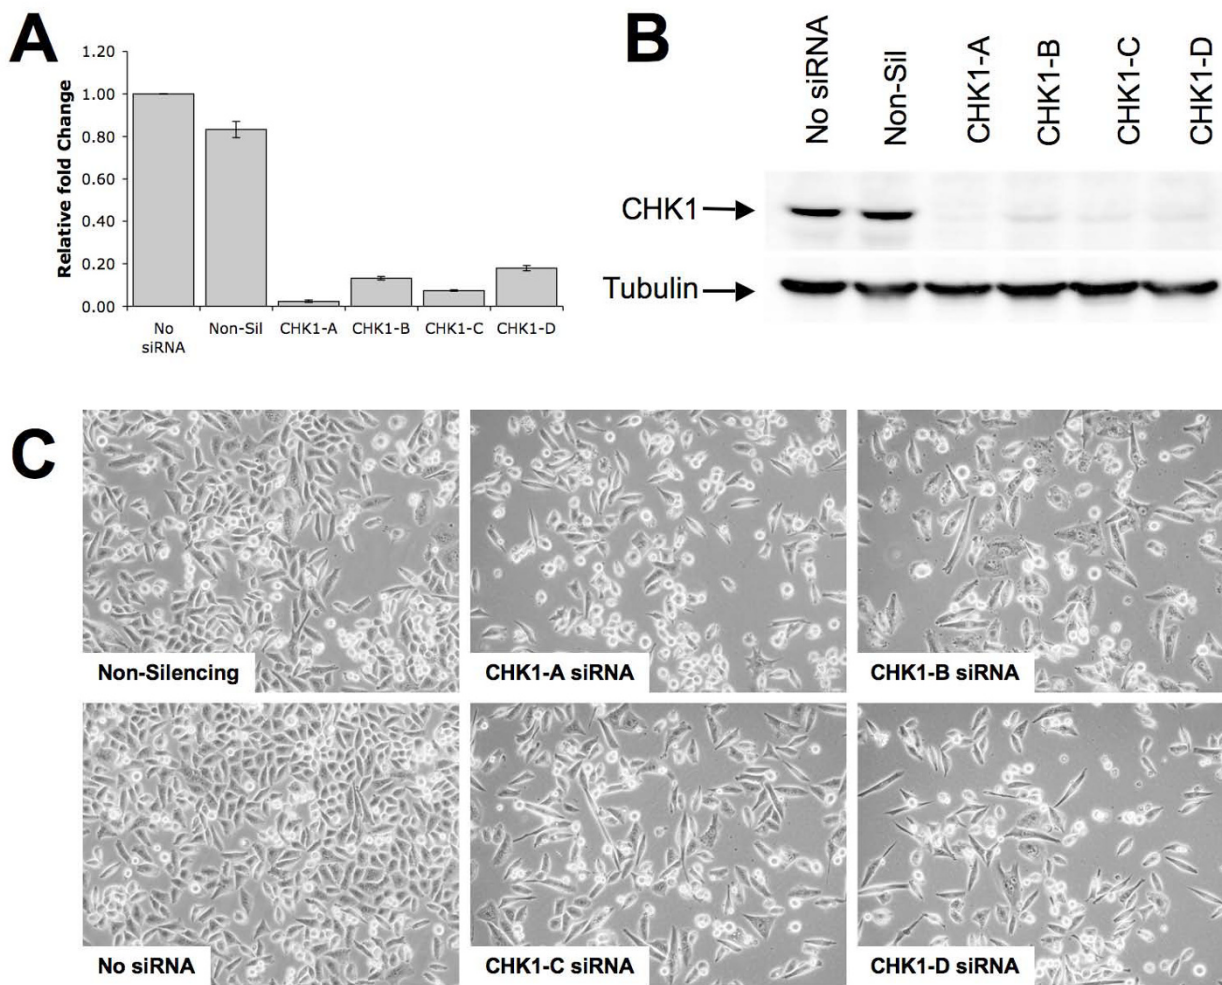 A
Relative fold Change
1.20
1.00
0.80
0.60
0.40
0.20
0.00
No
siRNA
Non-Sil
CHK1-A
CHK1-B
CHK1-C
CHK1-D
B
No siRNA
Non-Sil
CHK1-A
CHK1-B
CHK1-C
CHK1-D
CHK1
Tubulin
C
Non-Silencing
CHK1-A siRNA
CHK1-B siRNA
No siRNA
CHK1-C siRNA
CHK1-D siRNA